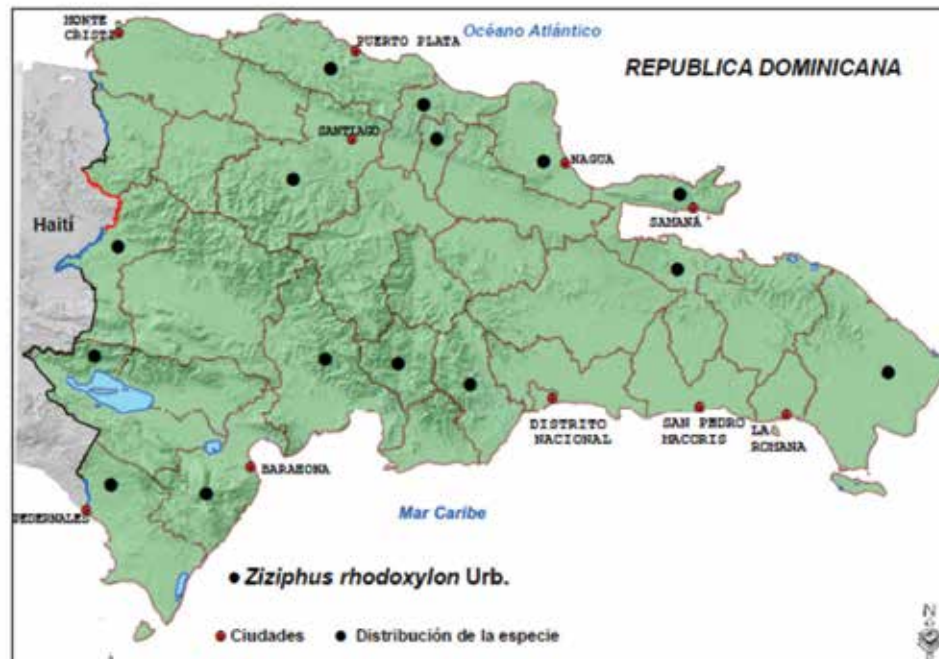 MONTE
CRISTI
PUERTO PLATA
Océano Atlántico
REPUBLICA DOMINICANA
SANTIAGO
NAGUA
SAMANÁ
Haití
DISTRITO
NACIONAL
SAN PEDRO
MACORIS
LA
ROMANA
BARAHONA
PEDERNALES
Mar Caribe
Ziziphus rhodoxylon Urb.
Ciudades
Distribución de la especie
N